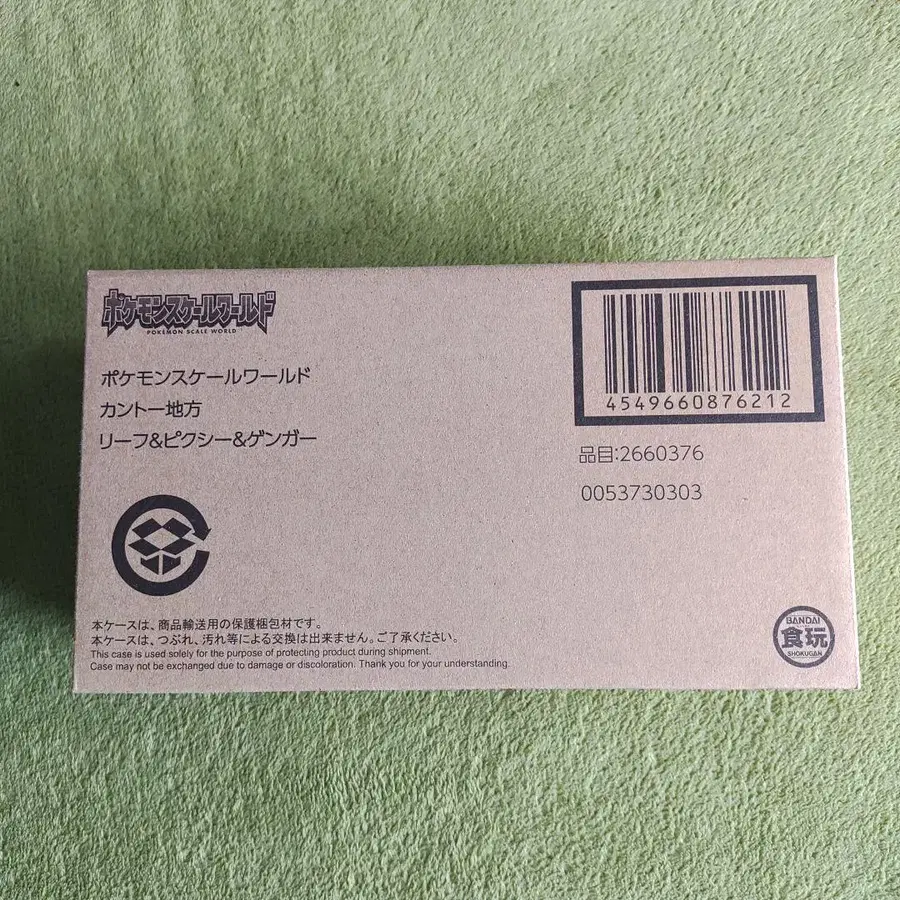 ポケモンスケールワールド
POKÉMON SCALE WORLD
ポケモンスケールワールド
カントー地方
リーフ&ピクシー&ゲンガー
4549660876212
品目:2660376
0053730303
本ケースは、商品輸送用の保護梱包材です。
本ケースは、つぶれ、汚れ等による交換は出来ません。ご了承ください。
This case is used solely for the purpose of protecting product during shipment.
Case may not be exchanged due to damage or discoloration. Thank you for your understanding.
BANDAI
食玩
SHOKUGAN